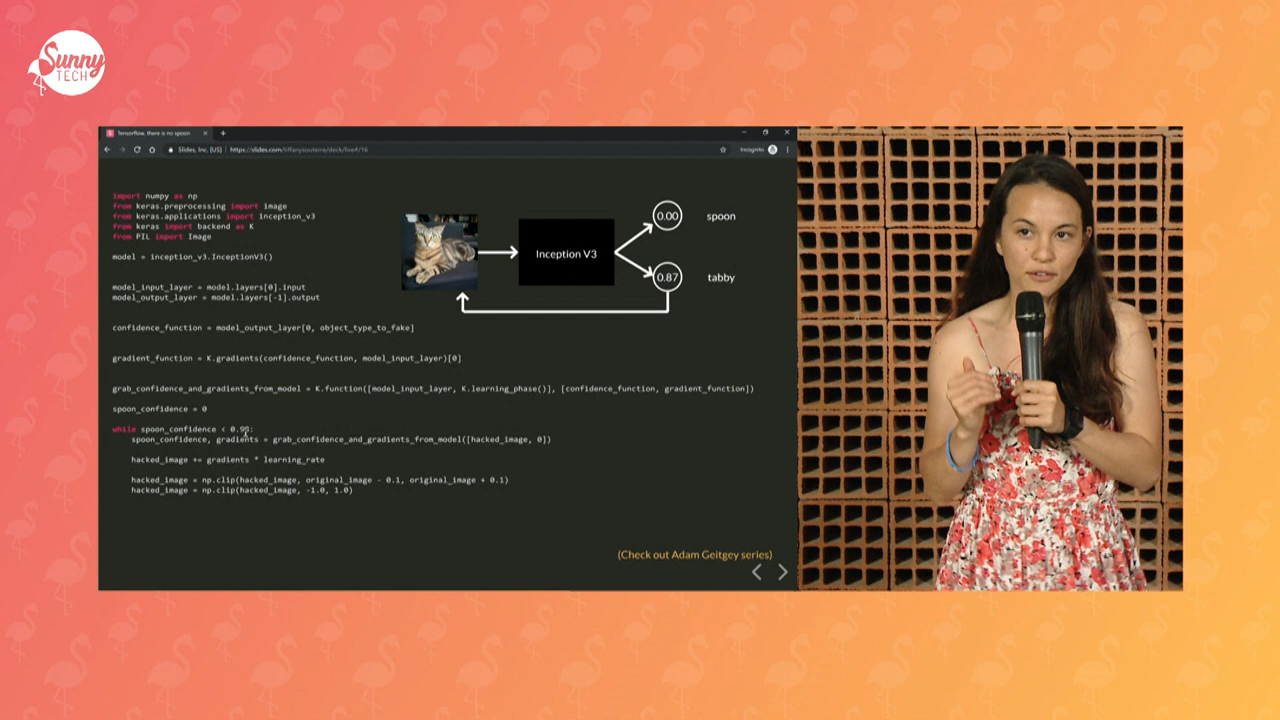 Sunny
TECH
Tensorflow, there is no spoon
Slides, Inc. [US] https://slides.com/tiffanysouterre/deck/live#/16
Incognito
import numpy as np
from keras.preprocessing import image
from keras.applications import inception_v3
from keras import backend as K
from PIL import Image
model = inception_v3.InceptionV3()
model_input_layer = model.layers[0].input
model_output_layer = model.layers[-1].output
confidence_function = model_output_layer[0, object_type_to_fake]
gradient_function = K.gradients(confidence_function, model_input_layer)[0]
grab_confidence_and_gradients_from_model = K.function([model_input_layer, K.learning_phase()], [confidence_function, gradient_function])
spoon_confidence = 0
while spoon_confidence < 0.98:
spoon_confidence, gradients = grab_confidence_and_gradients_from_model([hacked_image, 0])
hacked_image += gradients * learning_rate
hacked_image = np.clip(hacked_image, original_image - 0.1, original_image + 0.1)
hacked_image = np.clip(hacked_image, -1.0, 1.0)
Inception V3
0.00 spoon
0.87 tabby
(Check out Adam Geitgey series)